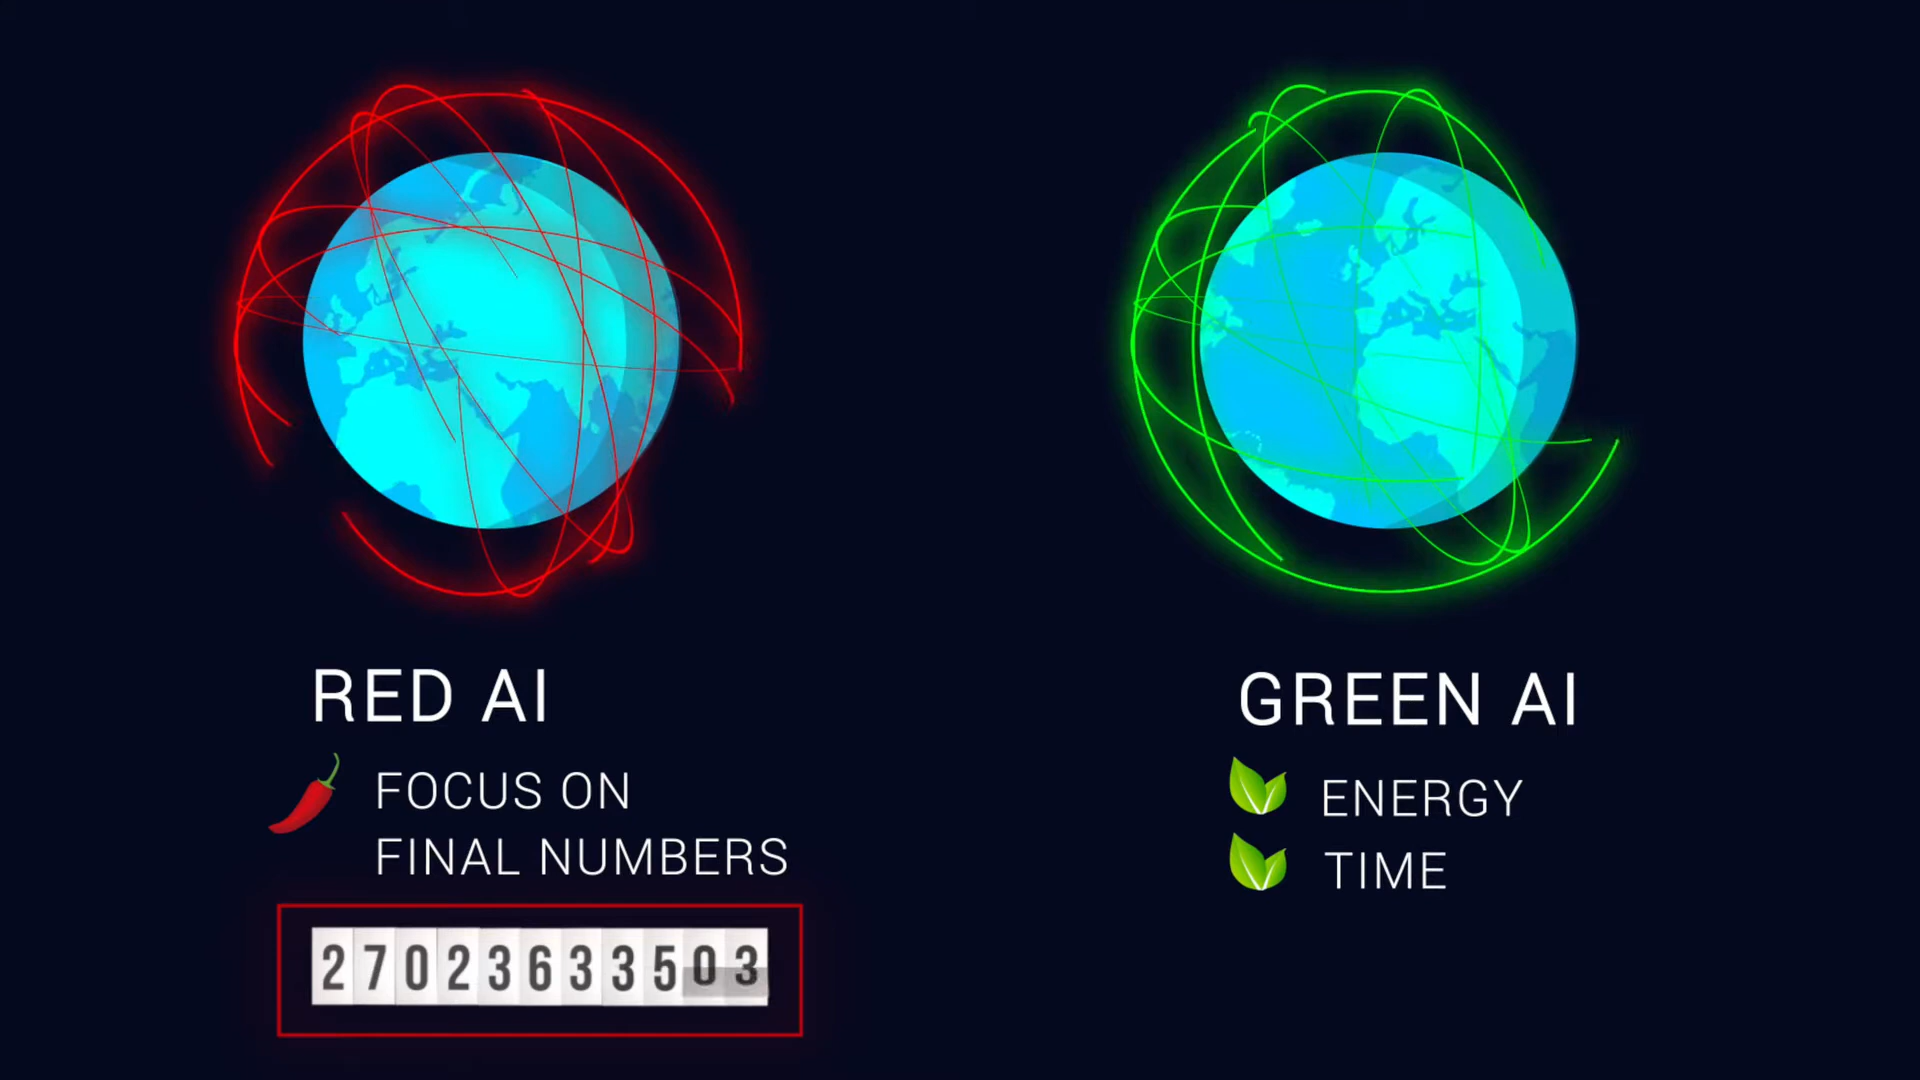 RED AI
FOCUS ON
FINAL NUMBERS
27023633503
GREEN AI
ENERGY
TIME